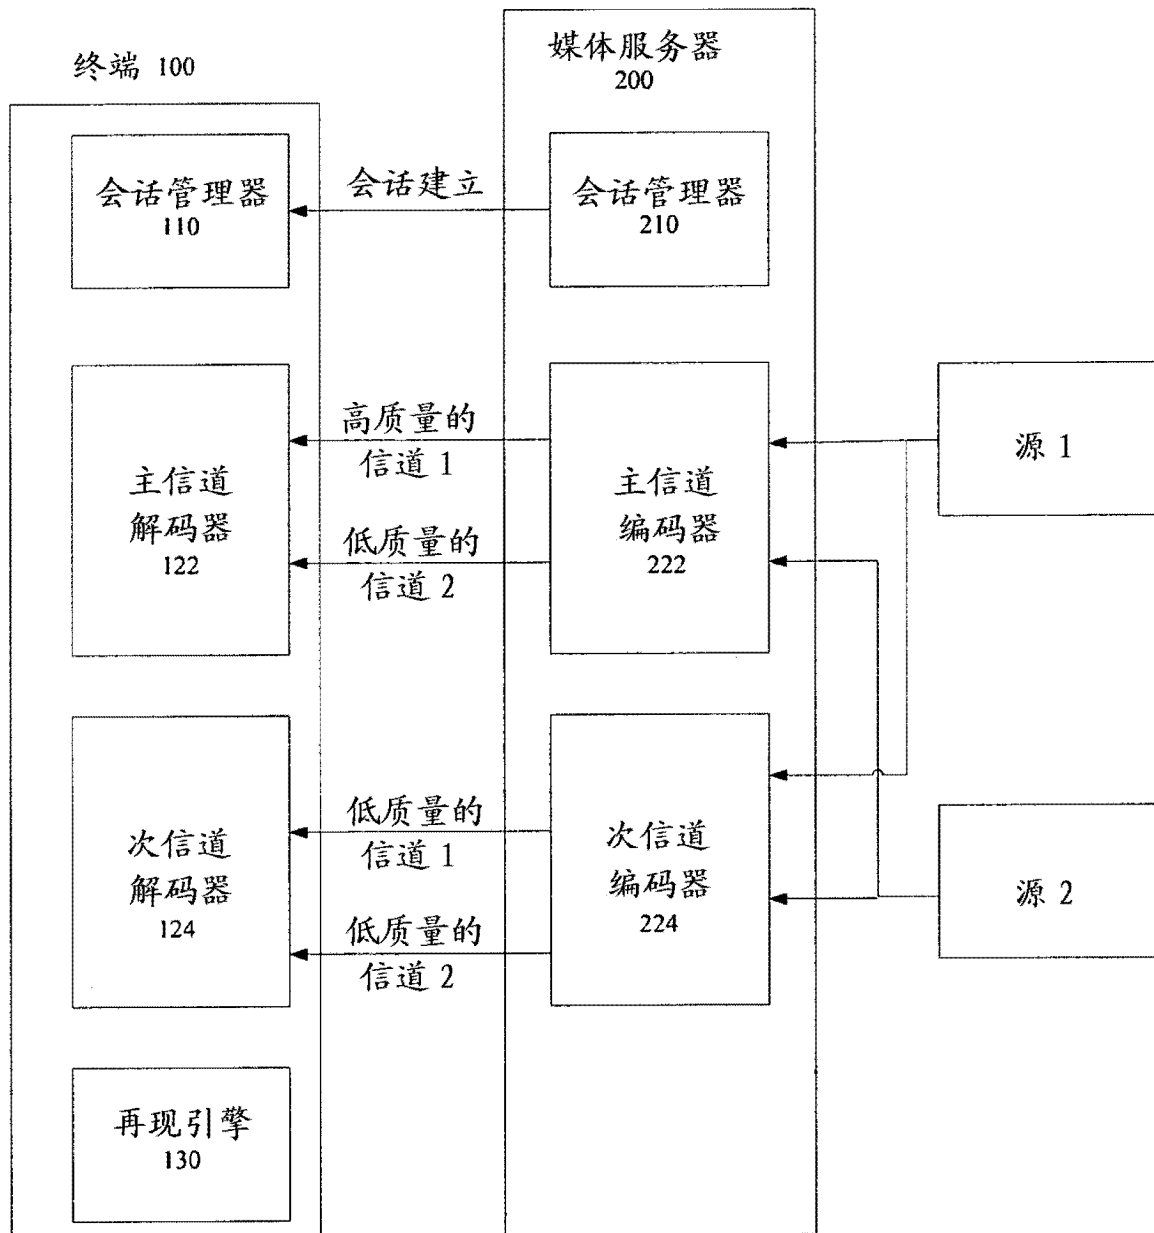 终端 100
媒体服务器
200
会话管理器
110
会话建立
会话管理器
210
主信道
解码器
122
高质量的
信道 1
低质量的
信道 2
主信道
编码器
222
源 1
次信道
解码器
124
低质量的
信道 1
低质量的
信道 2
次信道
编码器
224
源 2
再现引擎
130